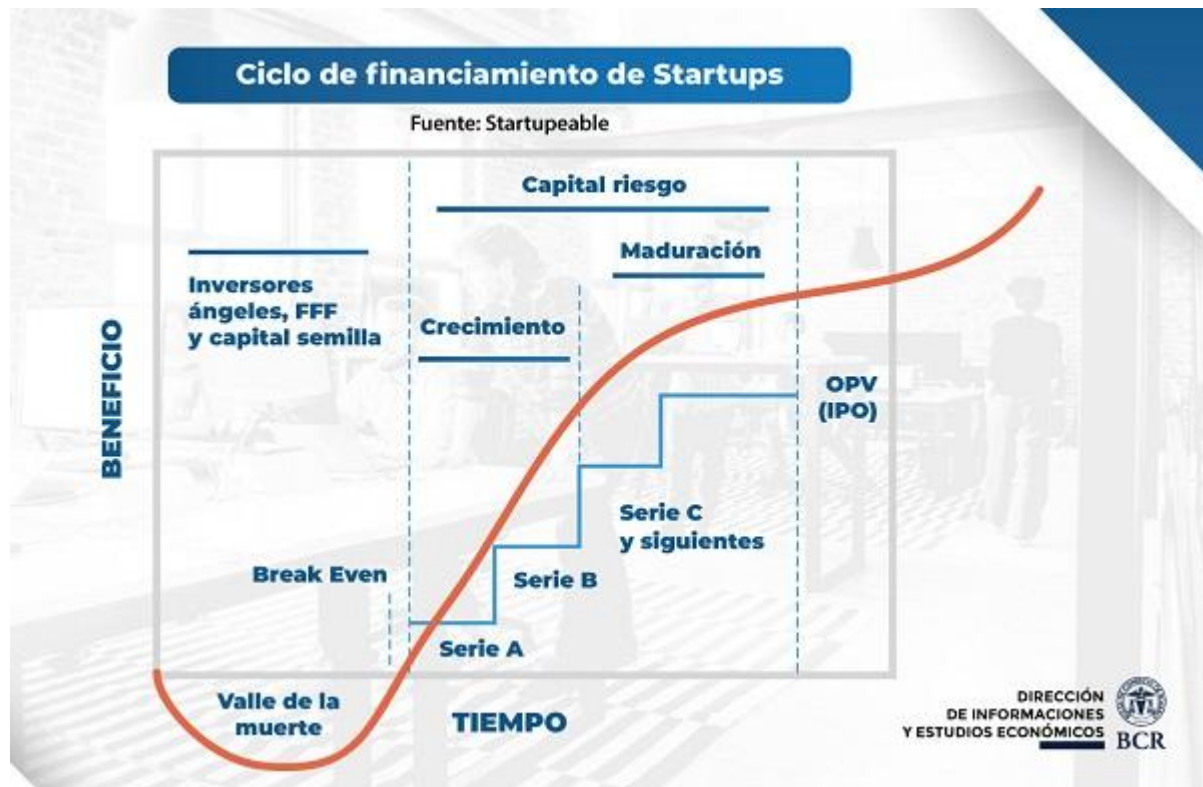 Ciclo de financiamiento de Startups
Fuente: Startupeable
Capital riesgo
Maduración
Inversores
ángeles, FFF
y capital semilla
Crecimiento
BENEFICIO
OPV
(IPO)
Serie C
y siguientes
Break Even
Serie B
Serie A
Valle de la
muerte
TIEMPO
DIRECCIÓN
DE INFORMACIONES
Y ESTUDIOS ECONÓMICOS
BCR